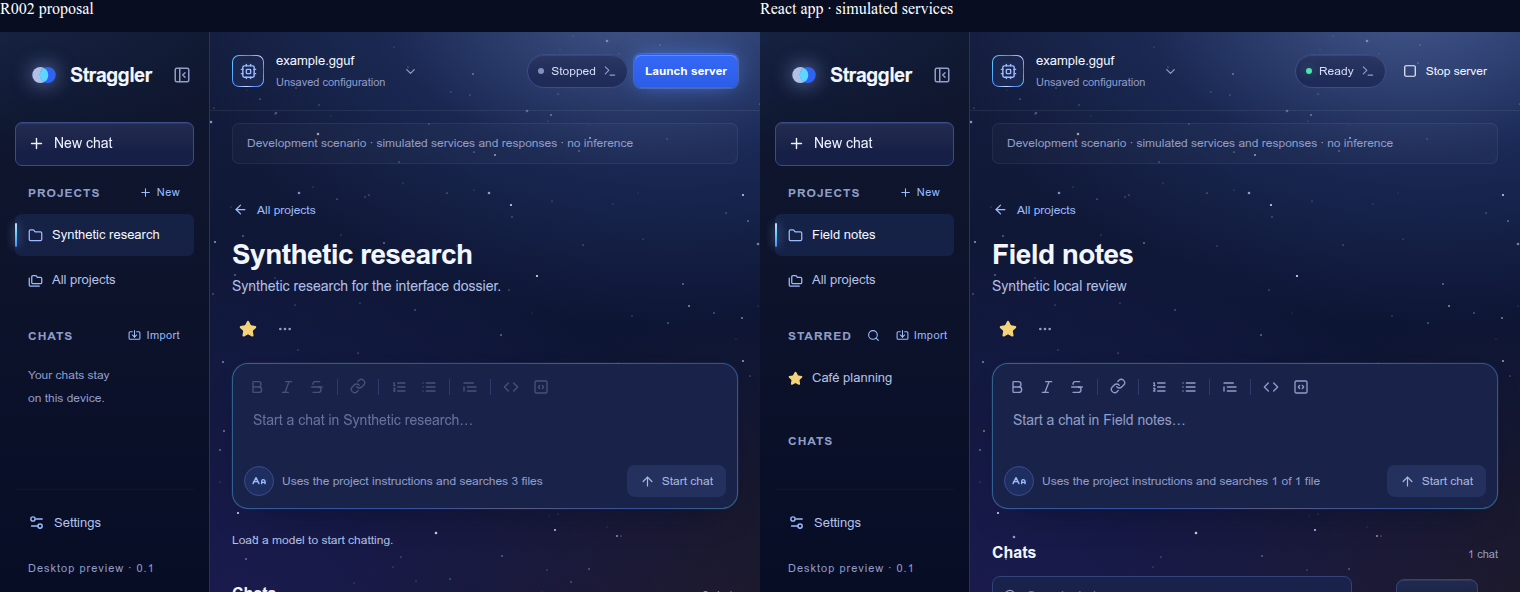 R002 proposal
Straggler
example.gguf
Unsaved configuration
Stopped
Launch server
New chat
Development scenario · simulated services and responses · no inference
PROJECTS
New
All projects
Synthetic research
Synthetic research
All projects
Synthetic research for the interface dossier.
CHATS
Import
Your chats stay
on this device.
Start a chat in Synthetic research…
Uses the project instructions and searches 3 files
Start chat
Settings
Load a model to start chatting.
Desktop preview · 0.1
Chats
React app · simulated services
Straggler
example.gguf
Unsaved configuration
Ready
Stop server
New chat
Development scenario · simulated services and responses · no inference
PROJECTS
New
All projects
Field notes
Field notes
All projects
Synthetic local review
STARRED
Import
Café planning
Start a chat in Field notes…
CHATS
Uses the project instructions and searches 1 of 1 file
Start chat
Settings
Chats
1 chat
Desktop preview · 0.1